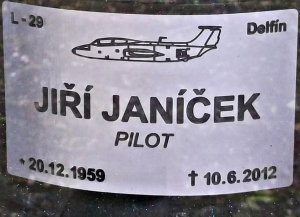 L - 29 Delfín
JIŘÍ JANÍČEK
PILOT
* 20.12.1959 † 10.6.2012